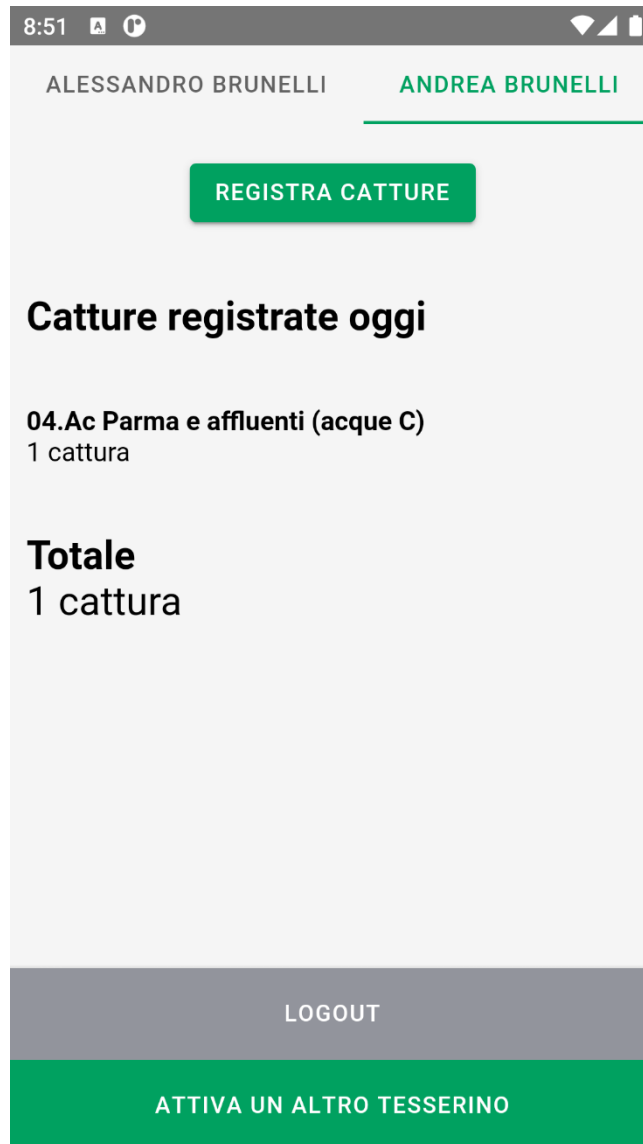 8:51
ALESSANDRO BRUNELLI
ANDREA BRUNELLI
REGISTRA CATTURE
Catture registrate oggi
04.Ac Parma e affluenti (acque C)
1 cattura
Totale
1 cattura
LOGOUT
ATTIVA UN ALTRO TESSERINO